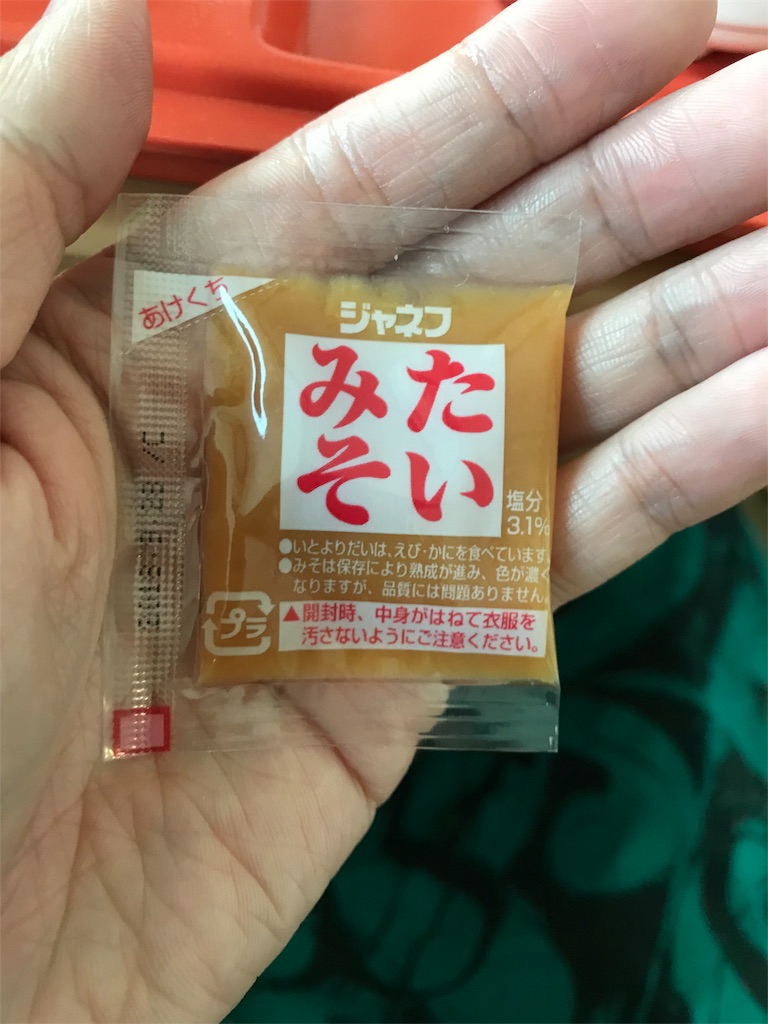 あけくち
ジャネフ
たい
みそ
塩分
3.1%
●いとよりだいは、えび・かにを食べています。
●みそは保存により熟成が進み、色が濃く
なりますが、品質には問題ありません。
プラ
▲開封時、中身がはねて衣服を
汚さないようにご注意ください。